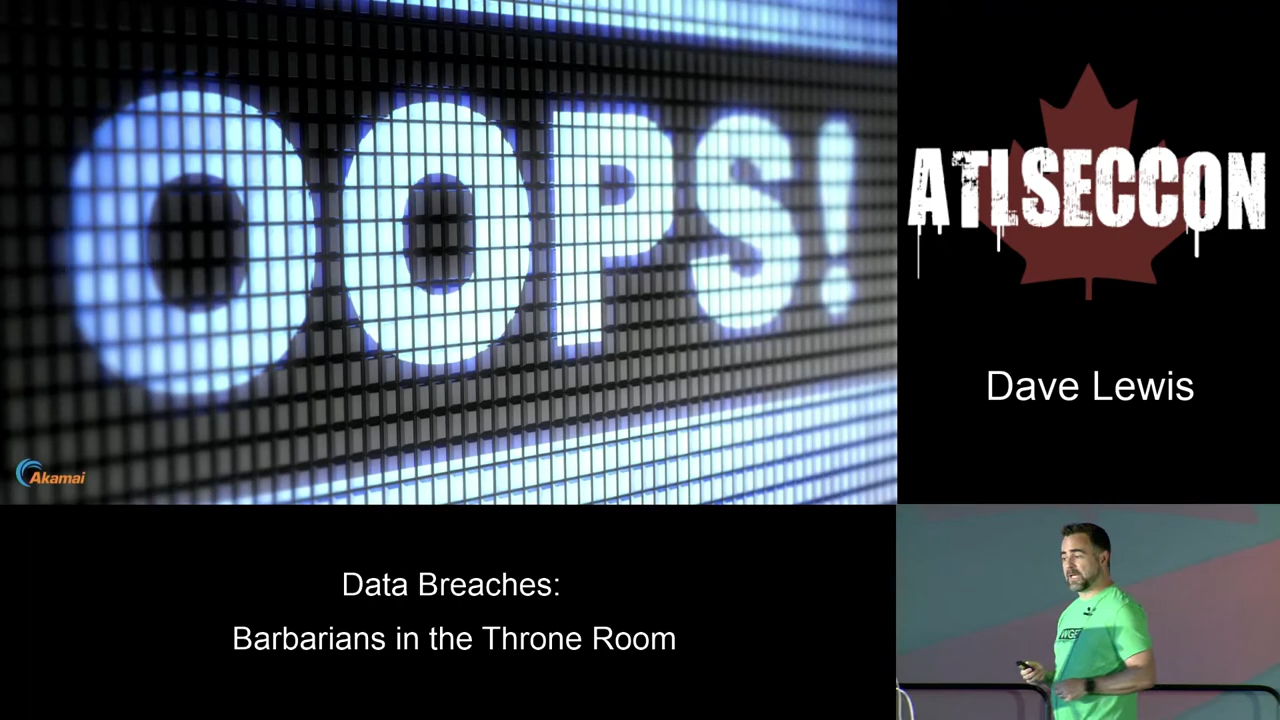 OOPS!
Akamai
ATLSECCON
Dave Lewis
Data Breaches:
Barbarians in the Throne Room